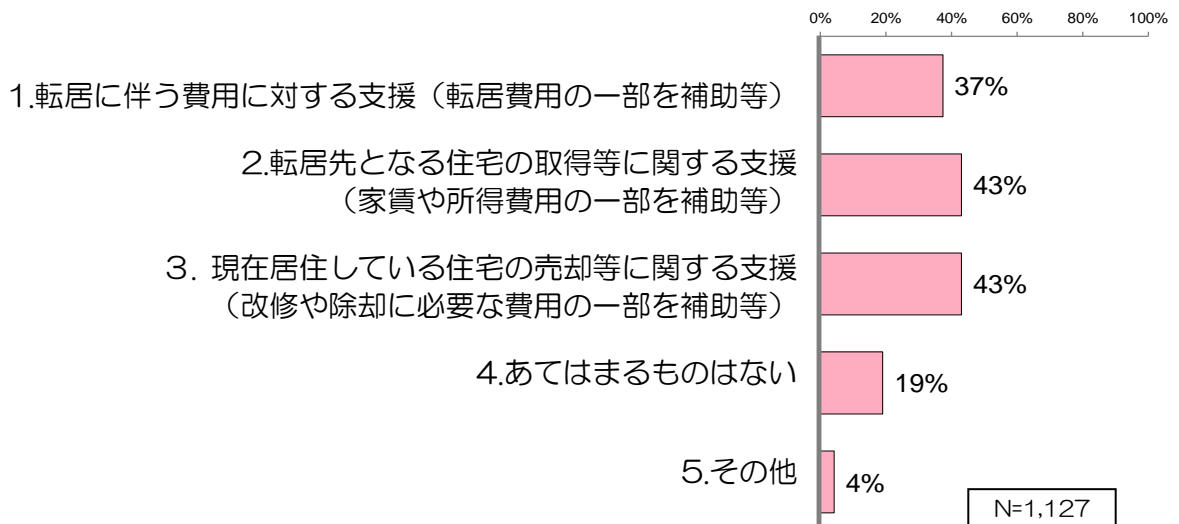 0% 20% 40% 60% 80% 100%
1.転居に伴う費用に対する支援（転居費用の一部を補助等）
37%
2.転居先となる住宅の取得等に関する支援
（家賃や所得費用の一部を補助等）
43%
3. 現在居住している住宅の売却等に関する支援
（改修や除却に必要な費用の一部を補助等）
43%
4.あてはまるものはない
19%
5.その他
4%
N=1,127